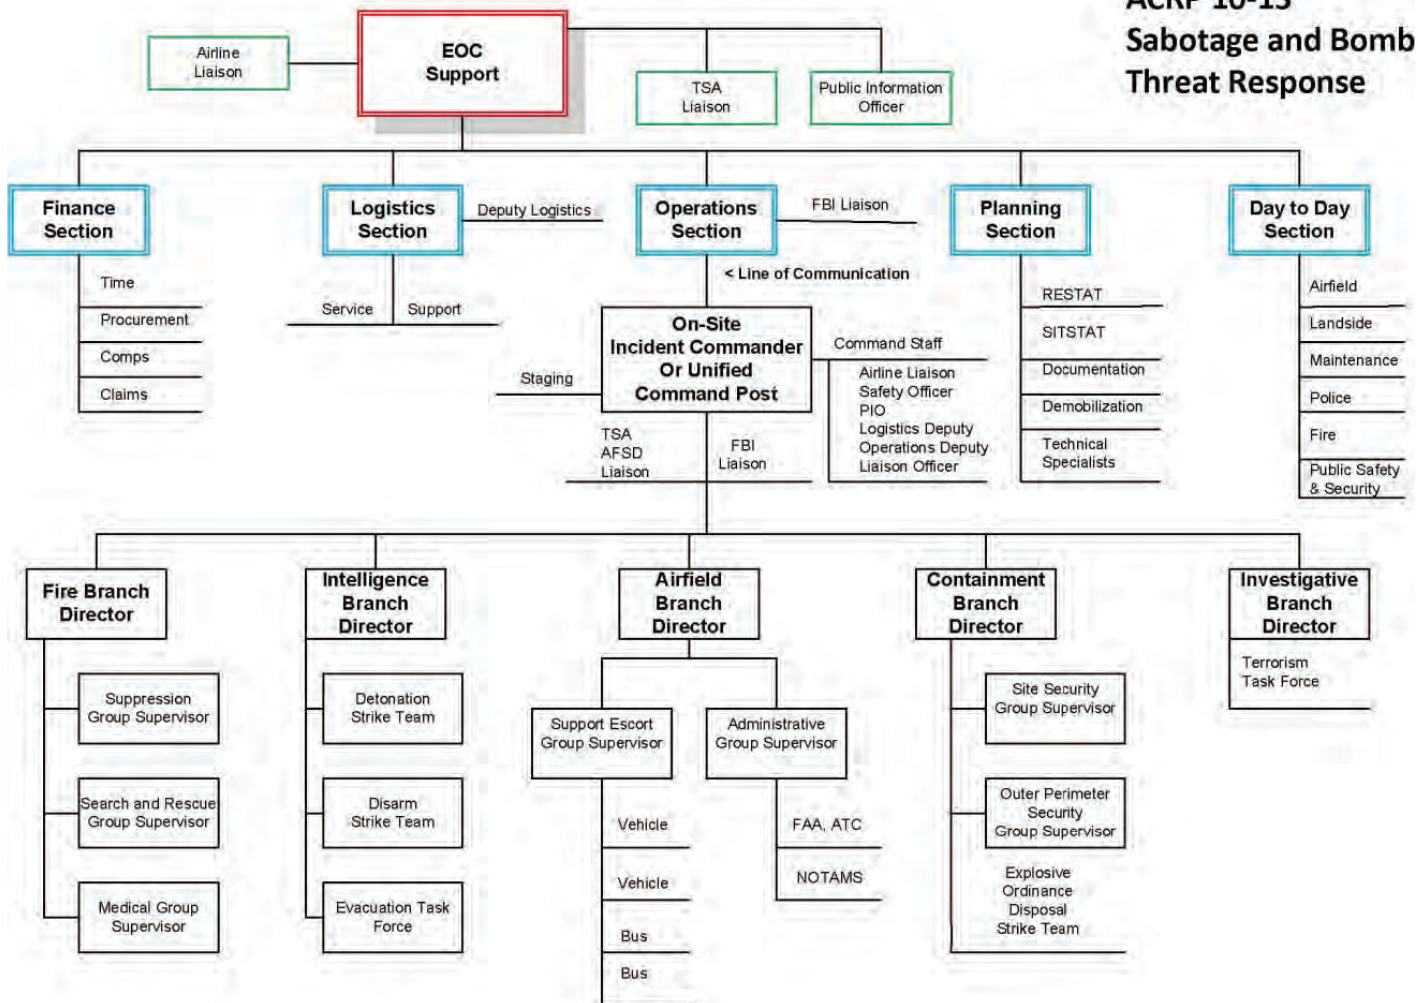 ACRP 10-13
Sabotage and Bomb
Threat Response
EOC
Support
Airline
Liaison
TSA
Liaison
Public Information
Officer
Finance
Section
Logistics
Section
Deputy Logistics
Operations
Section
FBI Liaison
Planning
Section
Day to Day
Section
Time
Procurement
Comps
Claims
Service
Support
< Line of Communication
On-Site
Incident Commander
Or Unified
Command Post
Staging
Command Staff
Airline Liaison
Safety Officer
PIO
Logistics Deputy
Operations Deputy
Liaison Officer
TSA
AFSD
Liaison
FBI
Liaison
RESTAT
SITSTAT
Documentation
Demobilization
Technical
Specialists
Airfield
Landside
Maintenance
Police
Fire
Public Safety
& Security
Fire Branch
Director
Intelligence
Branch
Director
Airfield
Branch
Director
Containment
Branch
Director
Investigative
Branch
Director
Suppression
Group Supervisor
Search and Rescue
Group Supervisor
Medical Group
Supervisor
Detonation
Strike Team
Disarm
Strike Team
Evacuation Task
Force
Support Escort
Group Supervisor
Administrative
Group Supervisor
Vehicle
Vehicle
Bus
Bus
FAA, ATC
NOTAMS
Site Security
Group Supervisor
Outer Perimeter
Security
Group Supervisor
Explosive
Ordinance
Disposal
Strike Team
Terrorism
Task Force